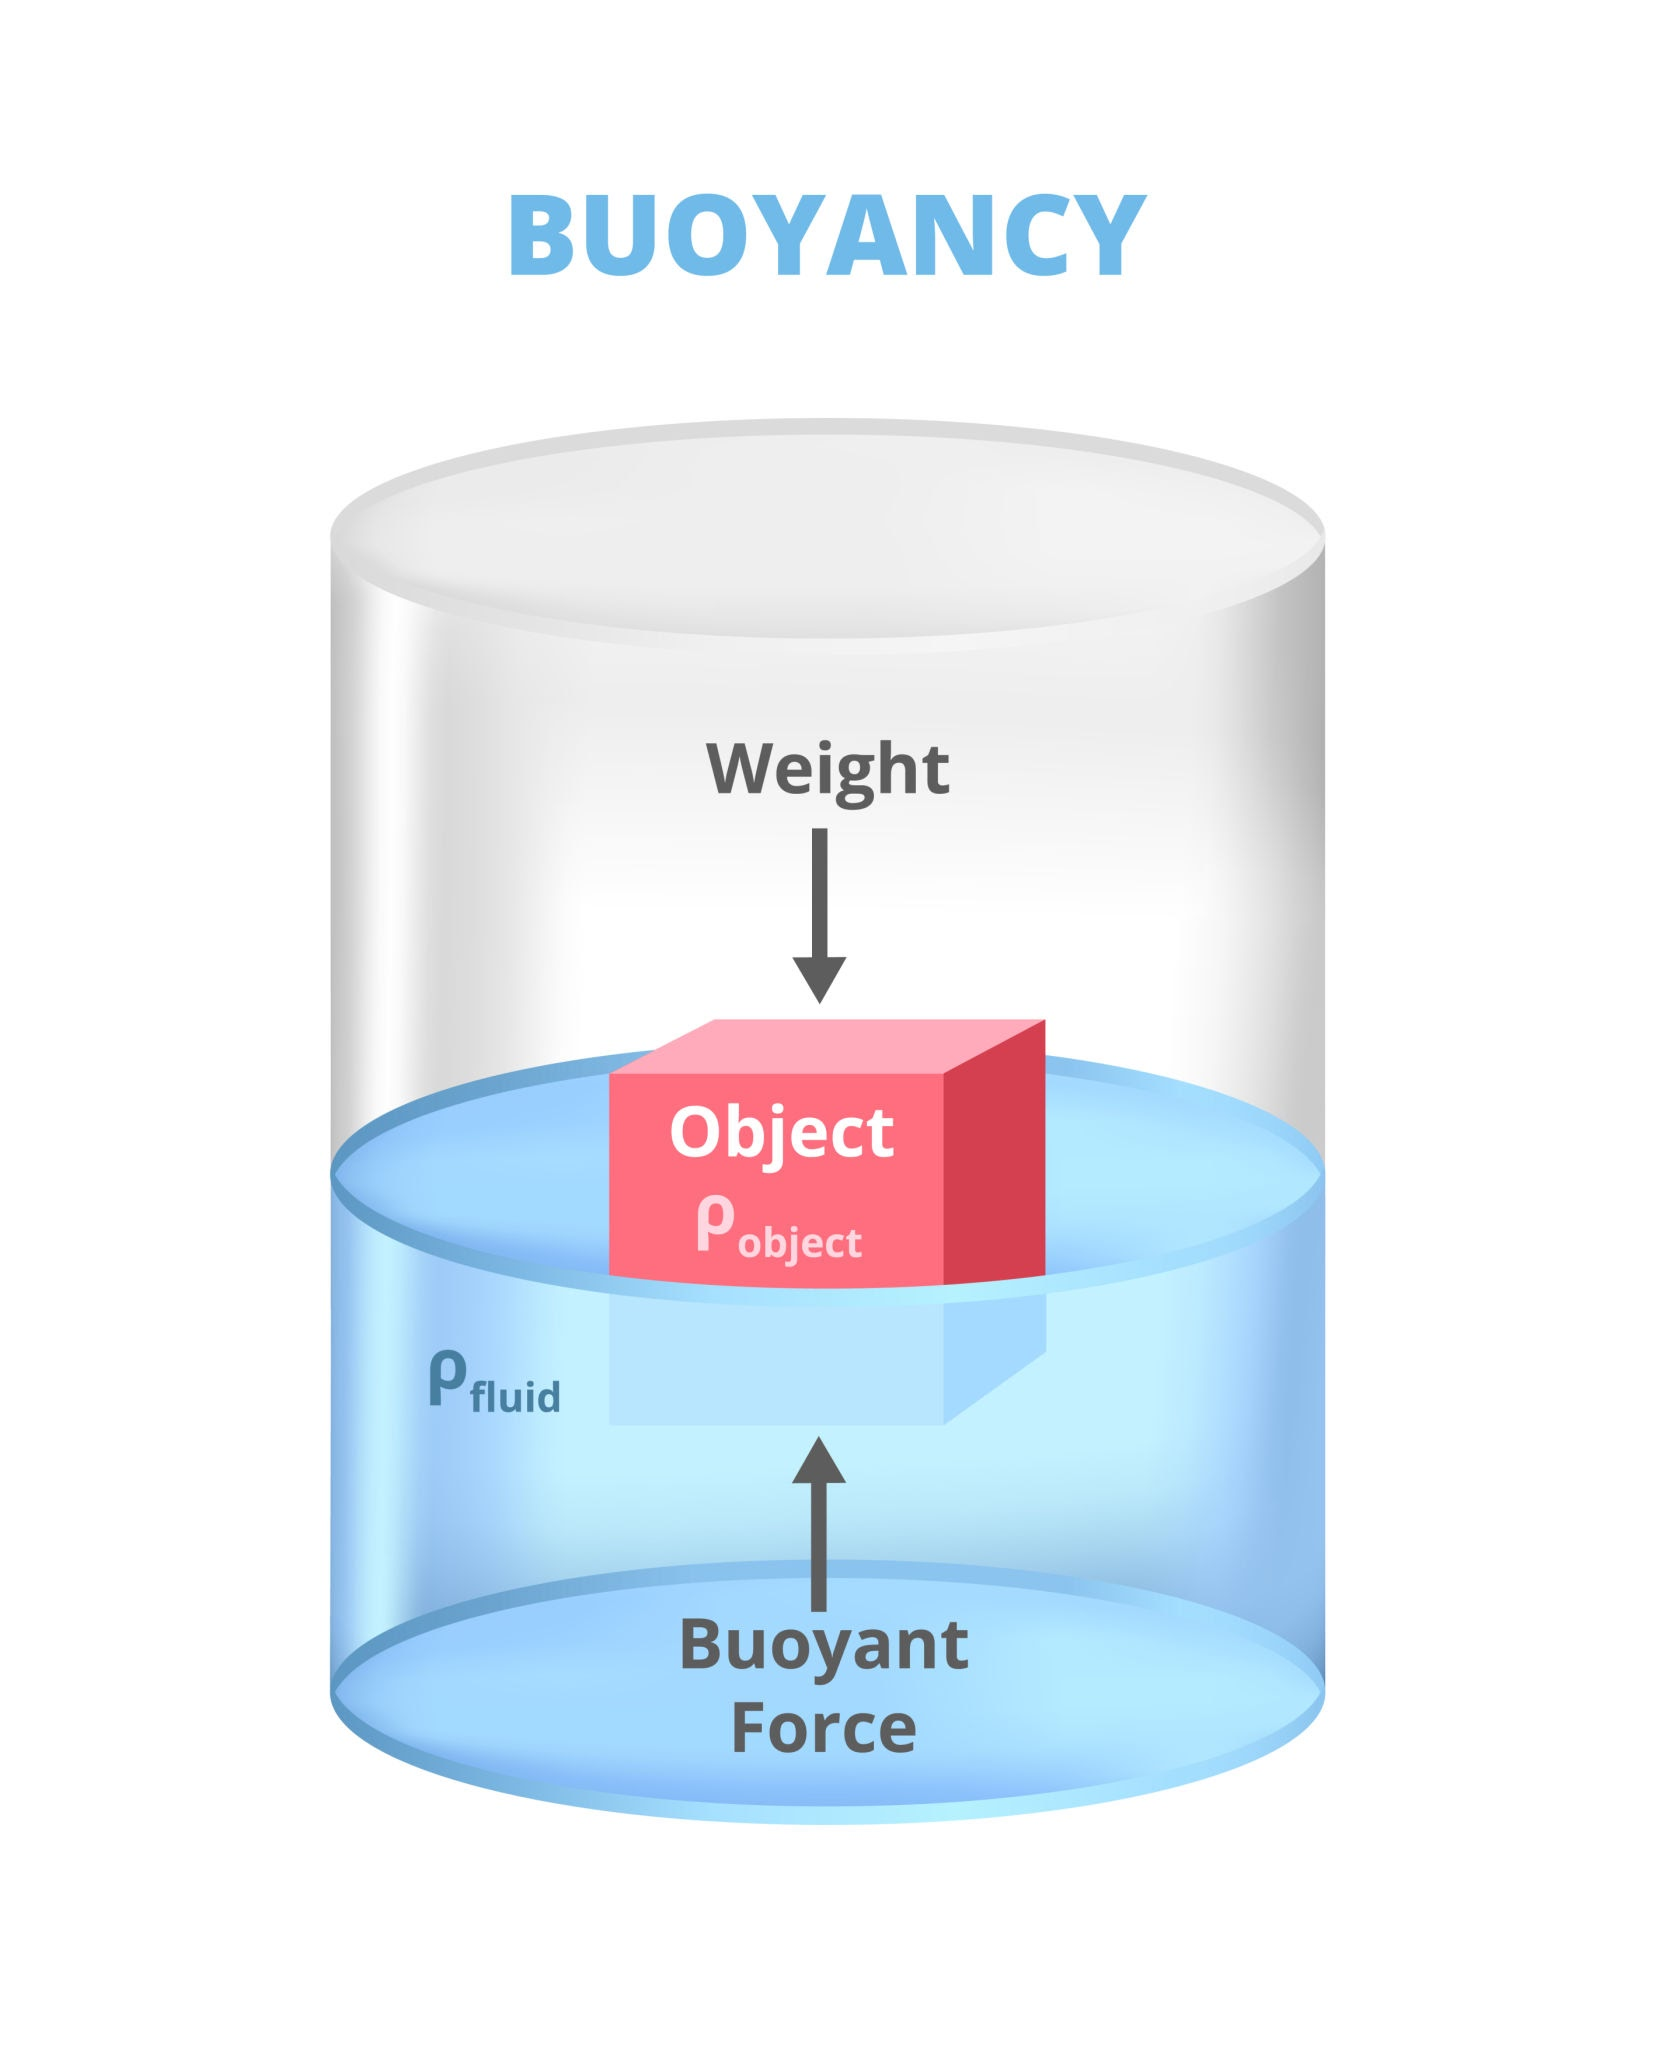 BUOYANCY
Weight
Object
ρobject
ρfluid
Buoyant
Force